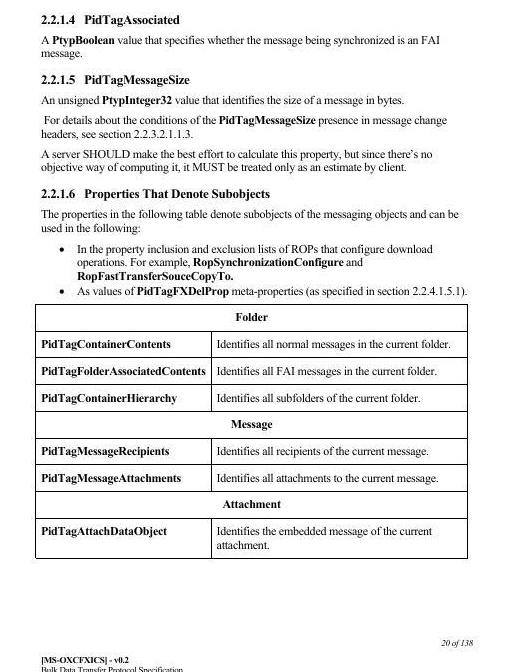 2.2.1.4 PidTagAssociated
A PtypBoolean value that specifies whether the message being synchronized is an FAI
message.
2.2.1.5 PidTagMessageSize
An unsigned PtypInteger32 value that identifies the size of a message in bytes.
For details about the conditions of the PidTagMessageSize presence in message change
headers, see section 2.2.3.2.1.1.3.
A server SHOULD make the best effort to calculate this property, but since there's no
objective way of computing it, it MUST be treated only as an estimate by client.
2.2.1.6 Properties That Denote Subobjects
The properties in the following table denote subobjects of the messaging objects and can be
used in the following:
• In the property inclusion and exclusion lists of ROPs that configure download
operations. For example, RopSynchronizationConfigure and
RopFastTransferSouceCopyTo.
• As values of PidTagFXDelProp meta-properties (as specified in section 2.2.4.1.5.1).
Folder
PidTagContainerContents Identifies all normal messages in the current folder.
PidTagFolderAssociatedContents Identifies all FAI messages in the current folder.
PidTagContainerHierarchy Identifies all subfolders of the current folder.
Message
PidTagMessageRecipients Identifies all recipients of the current message.
PidTagMessageAttachments Identifies all attachments to the current message.
Attachment
PidTagAttachDataObject Identifies the embedded message of the current
attachment.
20 of 138
[MS-OXCFXICS] - v0.2
Bulk Data Transfer Protocol Specification